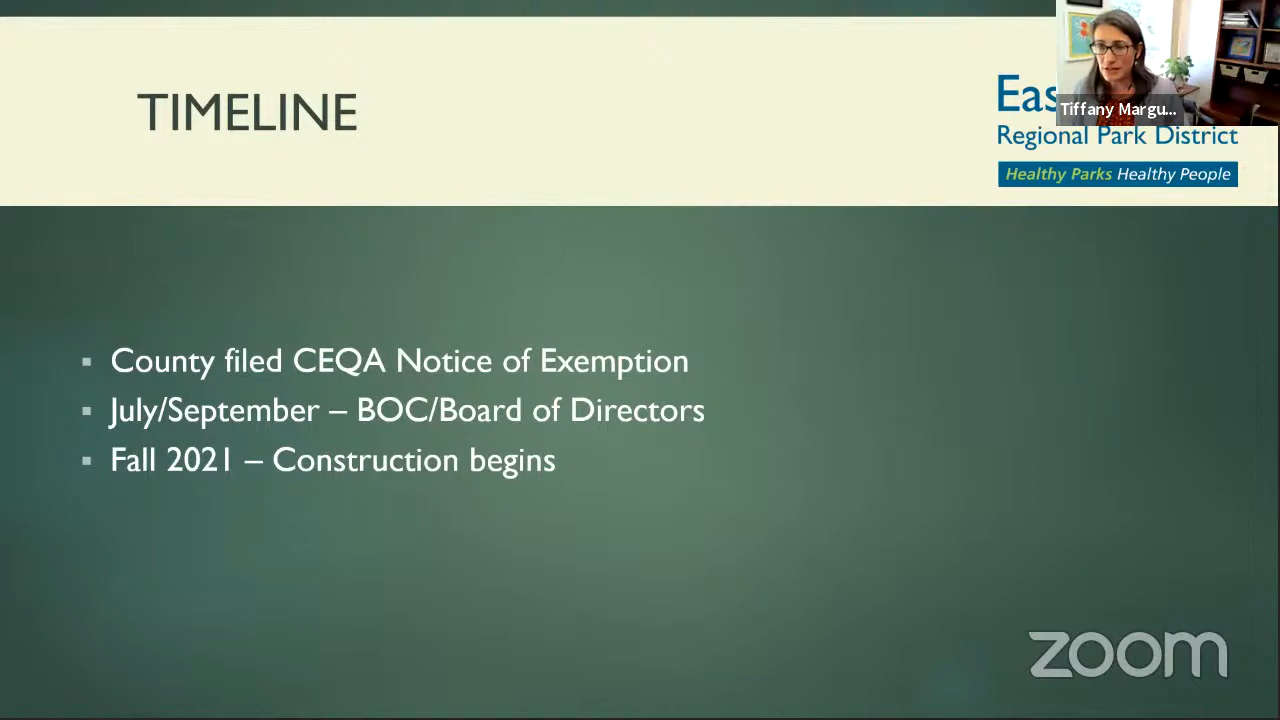 TIMELINE
Eas
Regional Park District
Healthy Parks Healthy People
Tiffany Margu...
County filed CEQA Notice of Exemption
July/September – BOC/Board of Directors
Fall 2021 – Construction begins
zoom